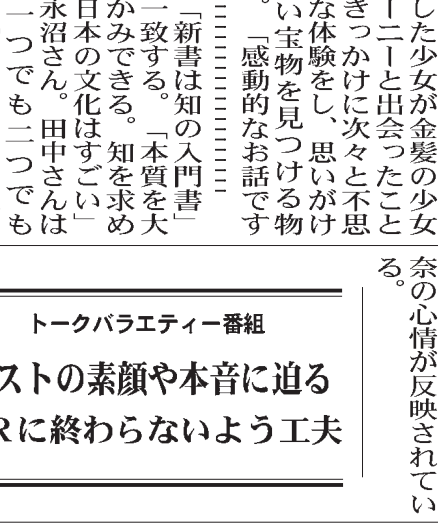 した少女が金髪の少女
ーニーと出会ったこと
きっかけに次々と不思
な体験をし、思いがけ
い宝物を見つける物
。「感動的なお話です
「新書は知の入門書」
一致する。「本質を大
かみできる。知を求め
日本の文化はすごい」
永沼さん。田中さんは
一つでも二つでも
奈の心情が反映されてい
る。
トークバラエティー番組
ストの素顔や本音に迫る
Rに終わらないよう工夫